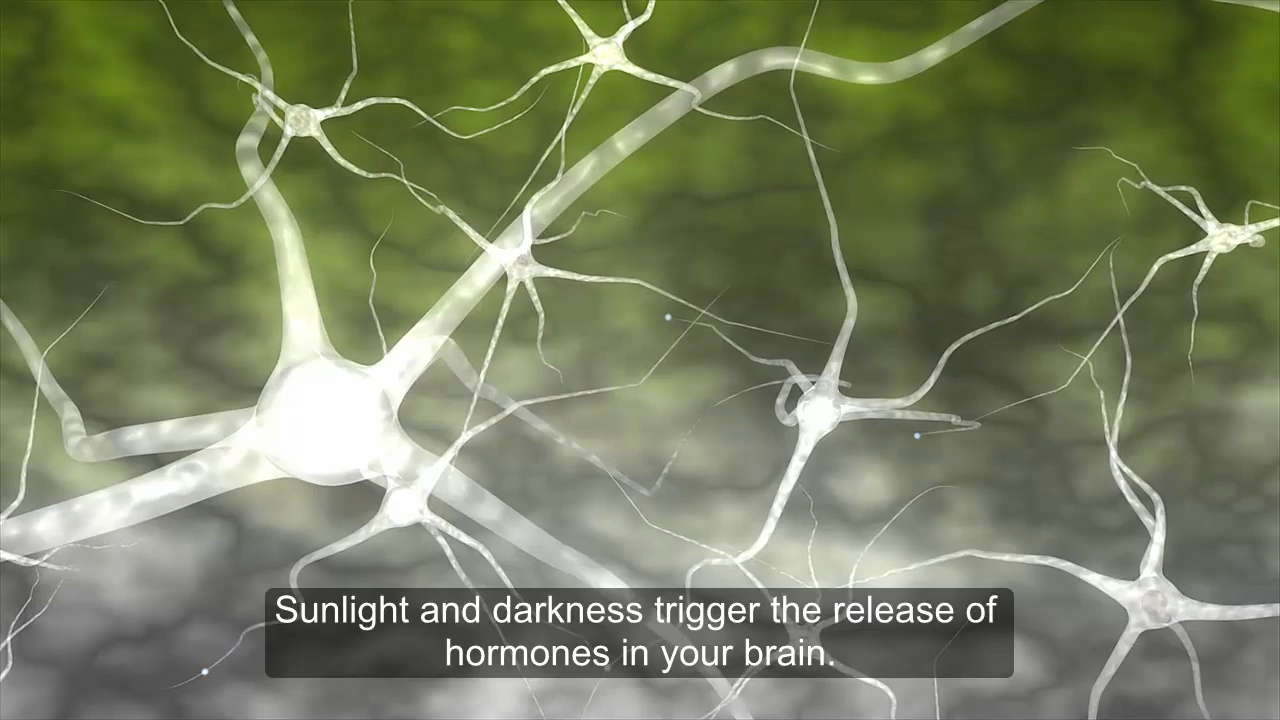 Sunlight and darkness trigger the release of
hormones in your brain.